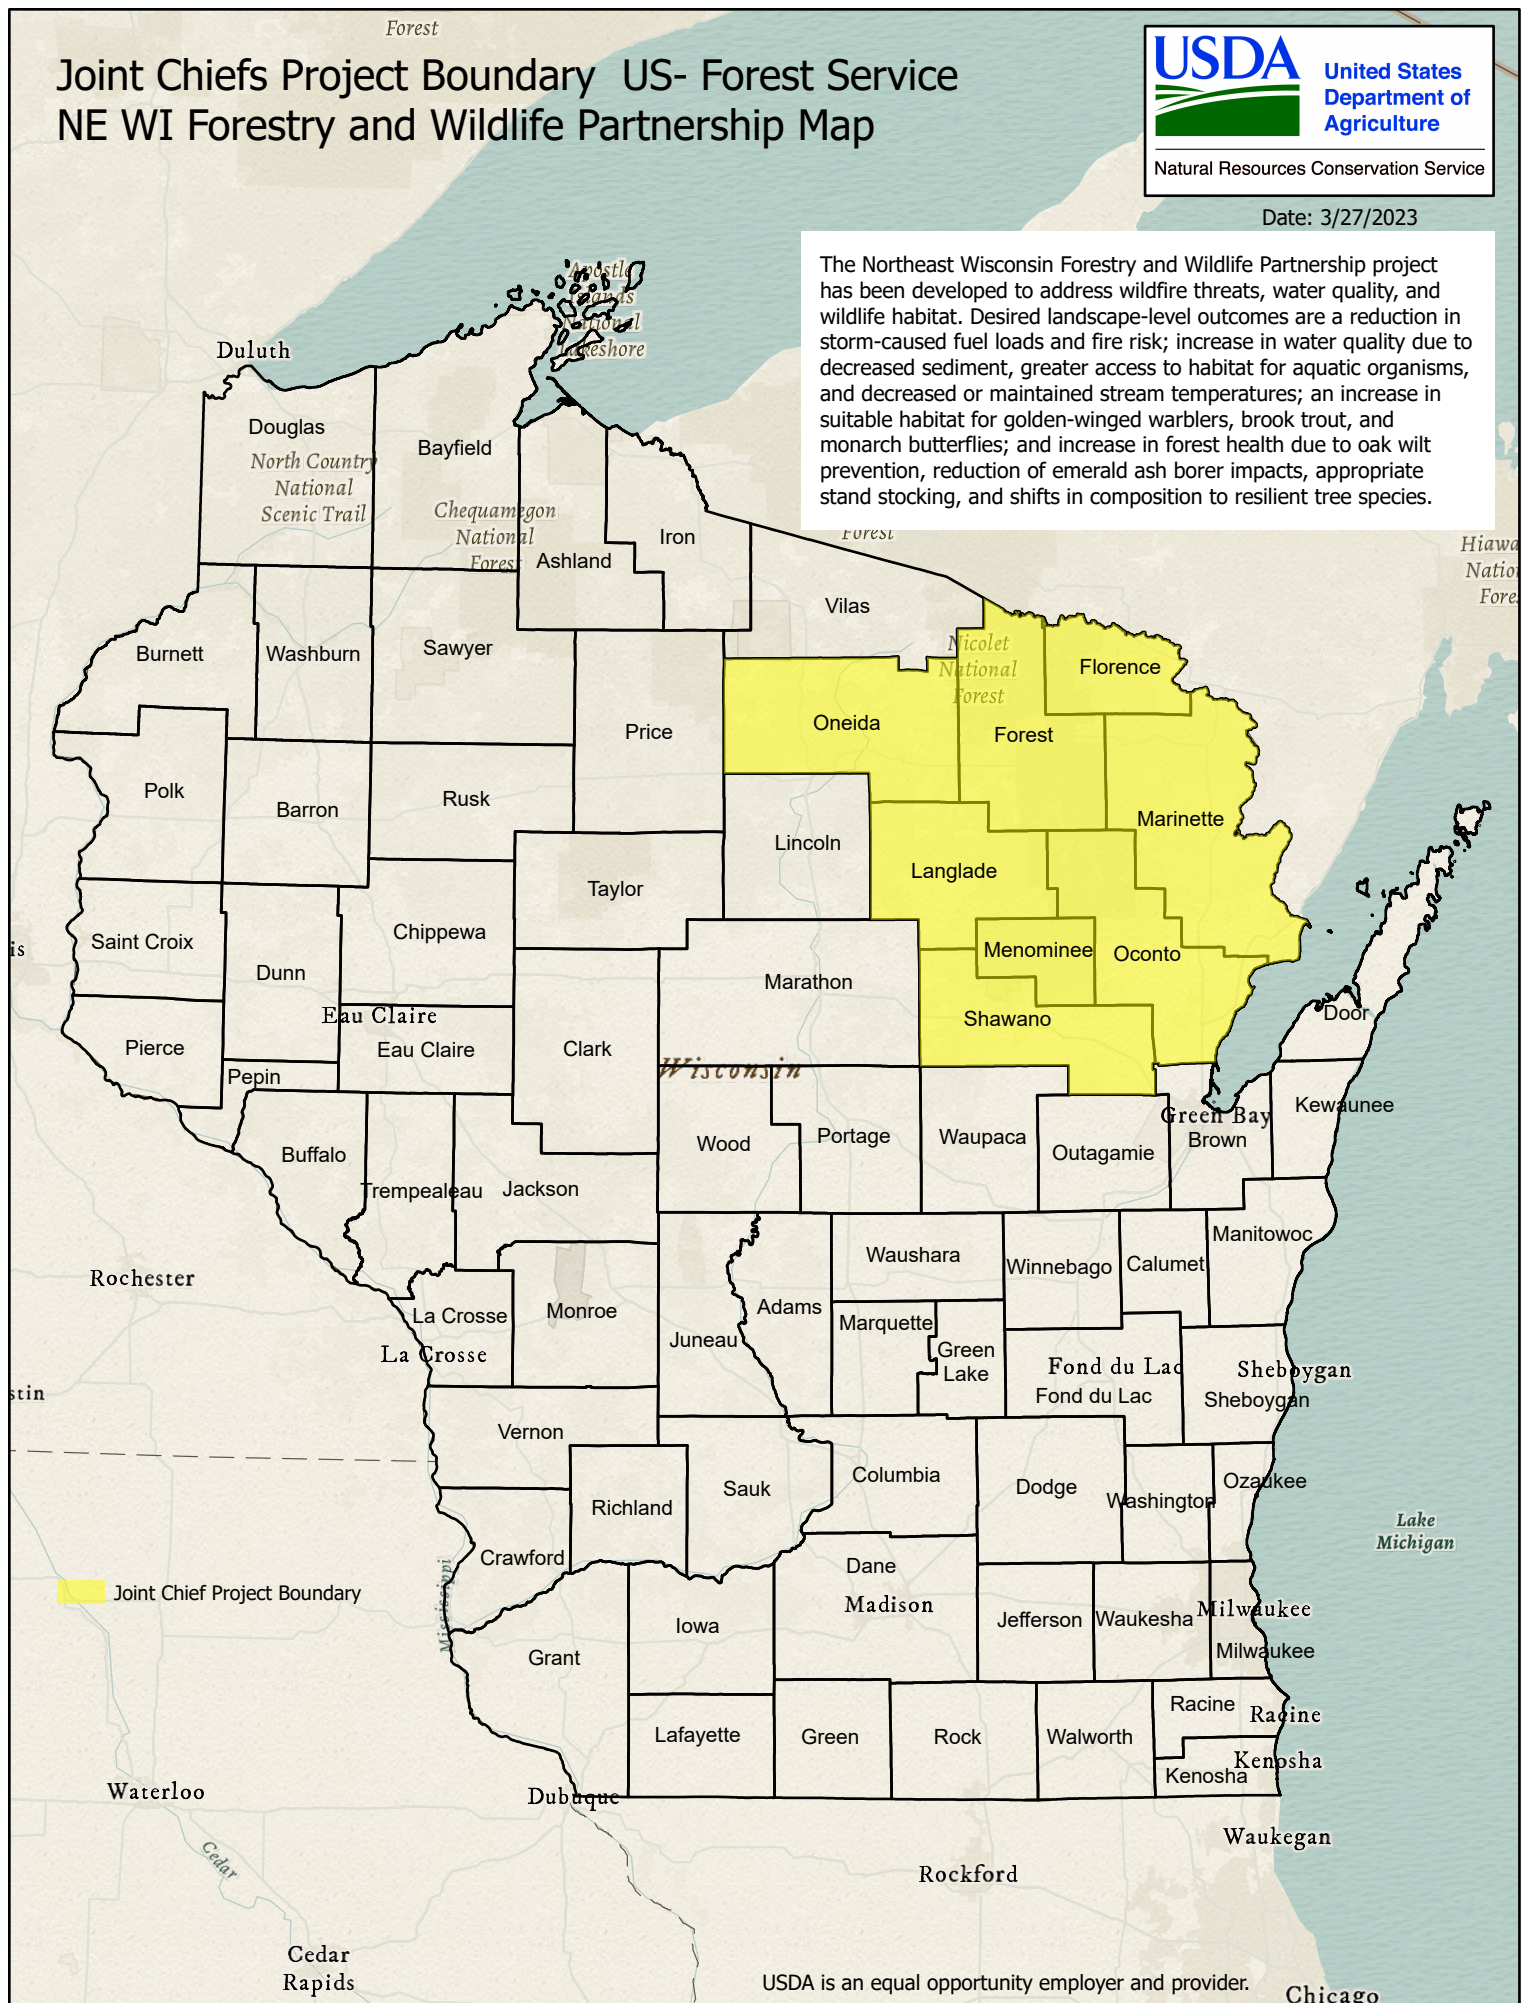 Forest
Joint Chiefs Project Boundary US- Forest Service
NE WI Forestry and Wildlife Partnership Map
USDA
United States
Department of
Agriculture
Natural Resources Conservation Service
Date: 3/27/2023
The Northeast Wisconsin Forestry and Wildlife Partnership project
has been developed to address wildfire threats, water quality, and
wildlife habitat. Desired landscape-level outcomes are a reduction in
storm-caused fuel loads and fire risk; increase in water quality due to
decreased sediment, greater access to habitat for aquatic organisms,
and decreased or maintained stream temperatures; an increase in
suitable habitat for golden-winged warblers, brook trout, and
monarch butterflies; and increase in forest health due to oak wilt
prevention, reduction of emerald ash borer impacts, appropriate
stand stocking, and shifts in composition to resilient tree species.
Apostle
Islands
National
Lakeshore
Duluth
Douglas
North Country
National
Scenic Trail
Bayfield
Chequamegon
National
Forest
Ashland
Iron
Forest
Hiawa
Natio
Fores
Vilas
Burnett
Washburn
Sawyer
Nicolet
National
Forest
Florence
Price
Oneida
Forest
Polk
Barron
Rusk
Marinette
Lincoln
Langlade
Taylor
Saint Croix
is
Chippewa
Dunn
Menominee
Oconto
Marathon
Eau Claire
Door
Shawano
Pierce
Eau Claire
Clark
Wisconsin
Pepin
Green Bay
Kewaunee
Buffalo
Wood
Portage
Waupaca
Outagamie
Brown
Trempealeau
Jackson
Manitowoc
Waushara
Winnebago
Calumet
Rochester
La Crosse
Monroe
Adams
Marquette
Juneau
Green
Lake
La Crosse
Fond du Lac
Sheboygan
stin
Fond du Lac
Sheboygan
Vernon
Columbia
Sauk
Dodge
Ozaukee
Richland
Washington
Lake
Michigan
Crawford
Dane
Joint Chief Project Boundary
Mississippi
Madison
Iowa
Jefferson
Waukesha
Milwaukee
Grant
Milwaukee
Racine
Racine
Lafayette
Green
Rock
Walworth
Kenosha
Kenosha
Waterloo
Dubuque
Waukegan
Cedar
Rockford
Cedar
Rapids
USDA is an equal opportunity employer and provider.
Chicago